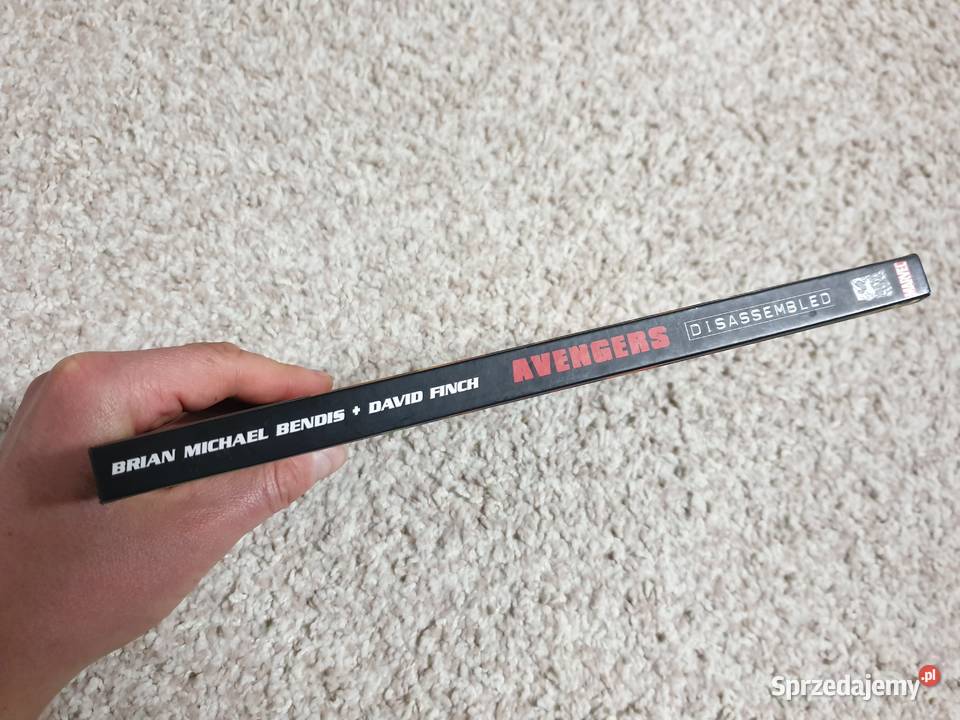 BRIAN MICHAEL BENDIS + DAVID FINCH AVENGERS DISASSEMBLED MARVEL
Sprzedajemy.pl